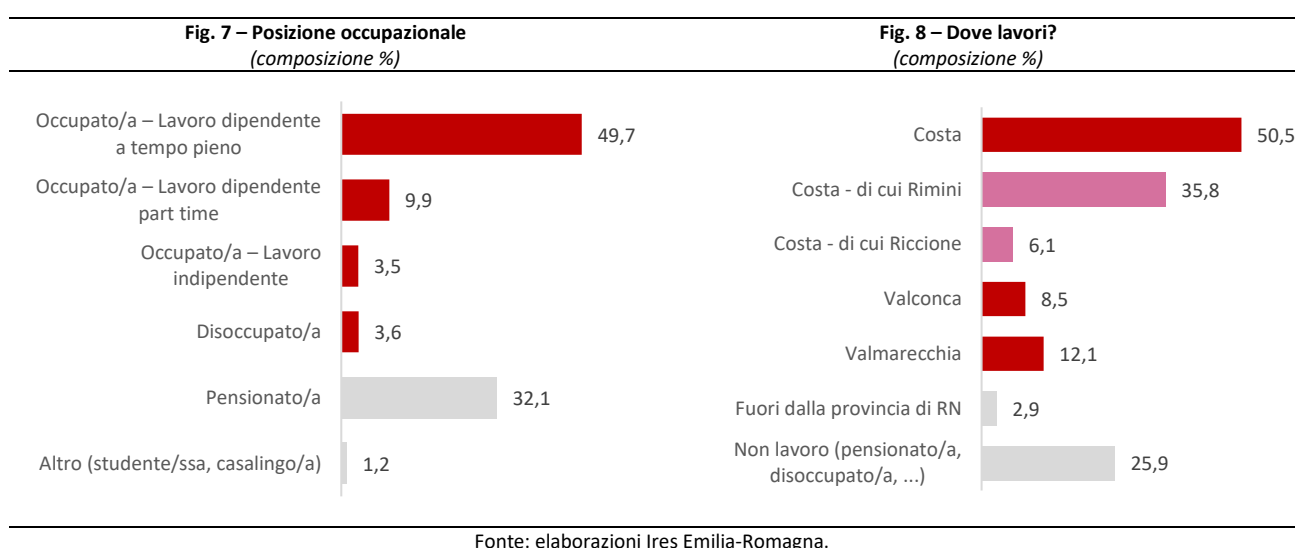 Fig. 7 – Posizione occupazionale
(composizione %)
Occupato/a – Lavoro dipendente
a tempo pieno
49,7
Occupato/a – Lavoro dipendente
part time
9,9
Occupato/a – Lavoro
indipendente
3,5
Disoccupato/a
3,6
Pensionato/a
32,1
Altro (studente/ssa, casalingo/a)
1,2
Fig. 8 – Dove lavori?
(composizione %)
Costa
50,5
Costa - di cui Rimini
35,8
Costa - di cui Riccione
6,1
Valconca
8,5
Valmarecchia
12,1
Fuori dalla provincia di RN
2,9
Non lavoro (pensionato/a,
disoccupato/a, ...)
25,9
Fonte: elaborazioni Ires Emilia-Romagna.